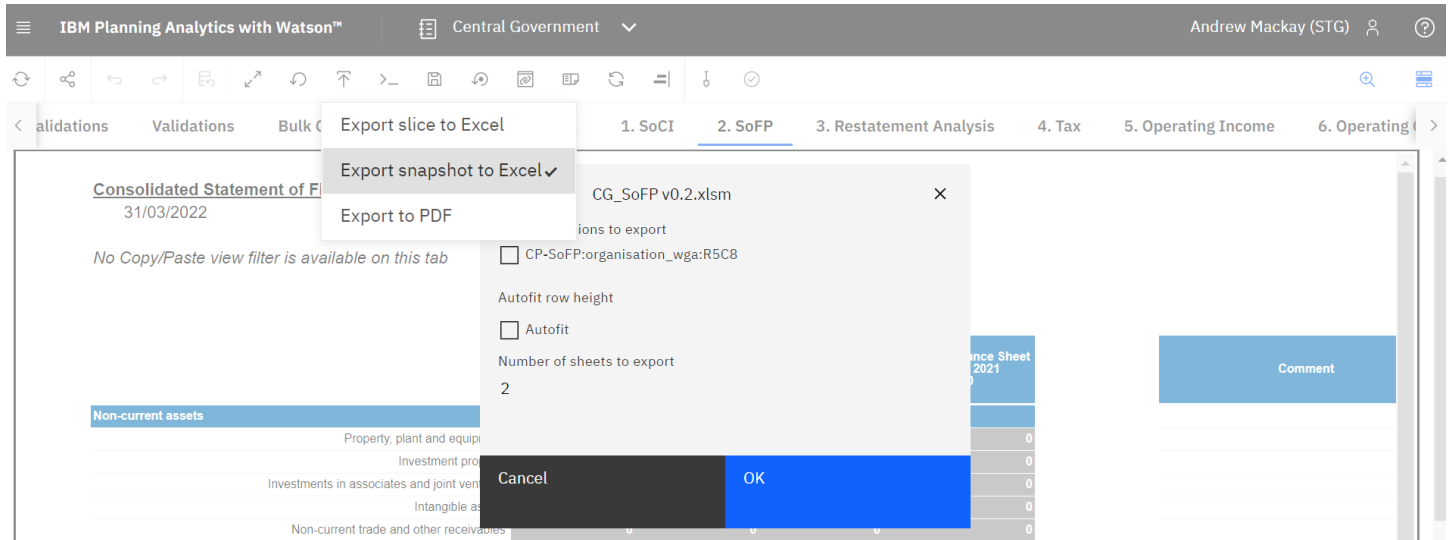 IBM Planning Analytics with Watson™
Central Government
Andrew Mackay (STG)
alidations
Validations
Bulk
1. SoCI
2. SoFP
3. Restatement Analysis
4. Tax
5. Operating Income
6. Operating
Export slice to Excel
Export snapshot to Excel
Export to PDF
Consolidated Statement of Fi
31/03/2022
No Copy/Paste view filter is available on this tab
CG_SoFP v0.2.xlsm
ions to export
CP-SoFP:organisation_wga:R5C8
Autofit row height
Autofit
Number of sheets to export
2
Cancel
OK
nce Sheet
2021
Comment
Non-current assets
Property, plant and equip
0
Investment pro
0
Investments in associates and joint ven
0
Intangible as
0
Non-current trade and other receivables
0 0 0 0